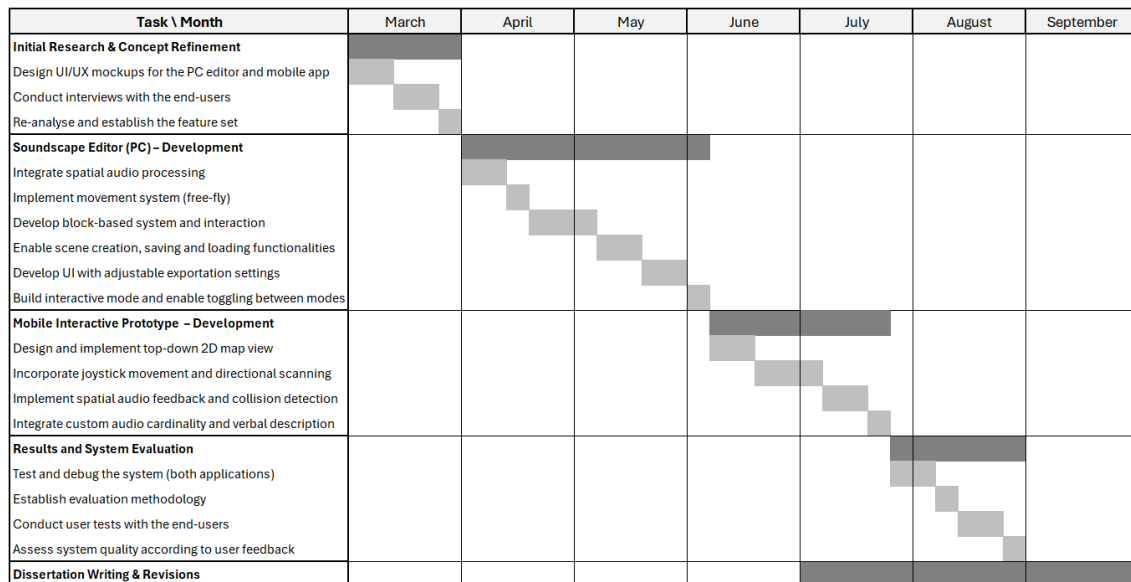 Task \ Month March April May June July August September
Initial Research & Concept Refinement
Design UI/UX mockups for the PC editor and mobile app
Conduct interviews with the end-users
Re-analyse and establish the feature set
Soundscape Editor (PC) – Development
Integrate spatial audio processing
Implement movement system (free-fly)
Develop block-based system and interaction
Enable scene creation, saving and loading functionalities
Develop UI with adjustable exportation settings
Build interactive mode and enable toggling between modes
Mobile Interactive Prototype – Development
Design and implement top-down 2D map view
Incorporate joystick movement and directional scanning
Implement spatial audio feedback and collision detection
Integrate custom audio cardinality and verbal description
Results and System Evaluation
Test and debug the system (both applications)
Establish evaluation methodology
Conduct user tests with the end-users
Assess system quality according to user feedback
Dissertation Writing & Revisions